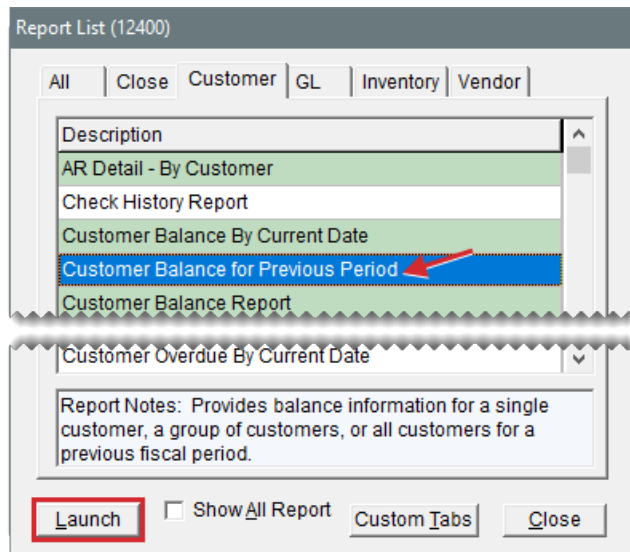 Report List (12400)
All Close Customer GL Inventory Vendor
Description
AR Detail - By Customer
Check History Report
Customer Balance By Current Date
Customer Balance for Previous Period
Customer Balance Report
Customer Overdue By Current Date
Report Notes: Provides balance information for a single
customer, a group of customers, or all customers for a
previous fiscal period.
Launch Show All Report Custom Tabs Close